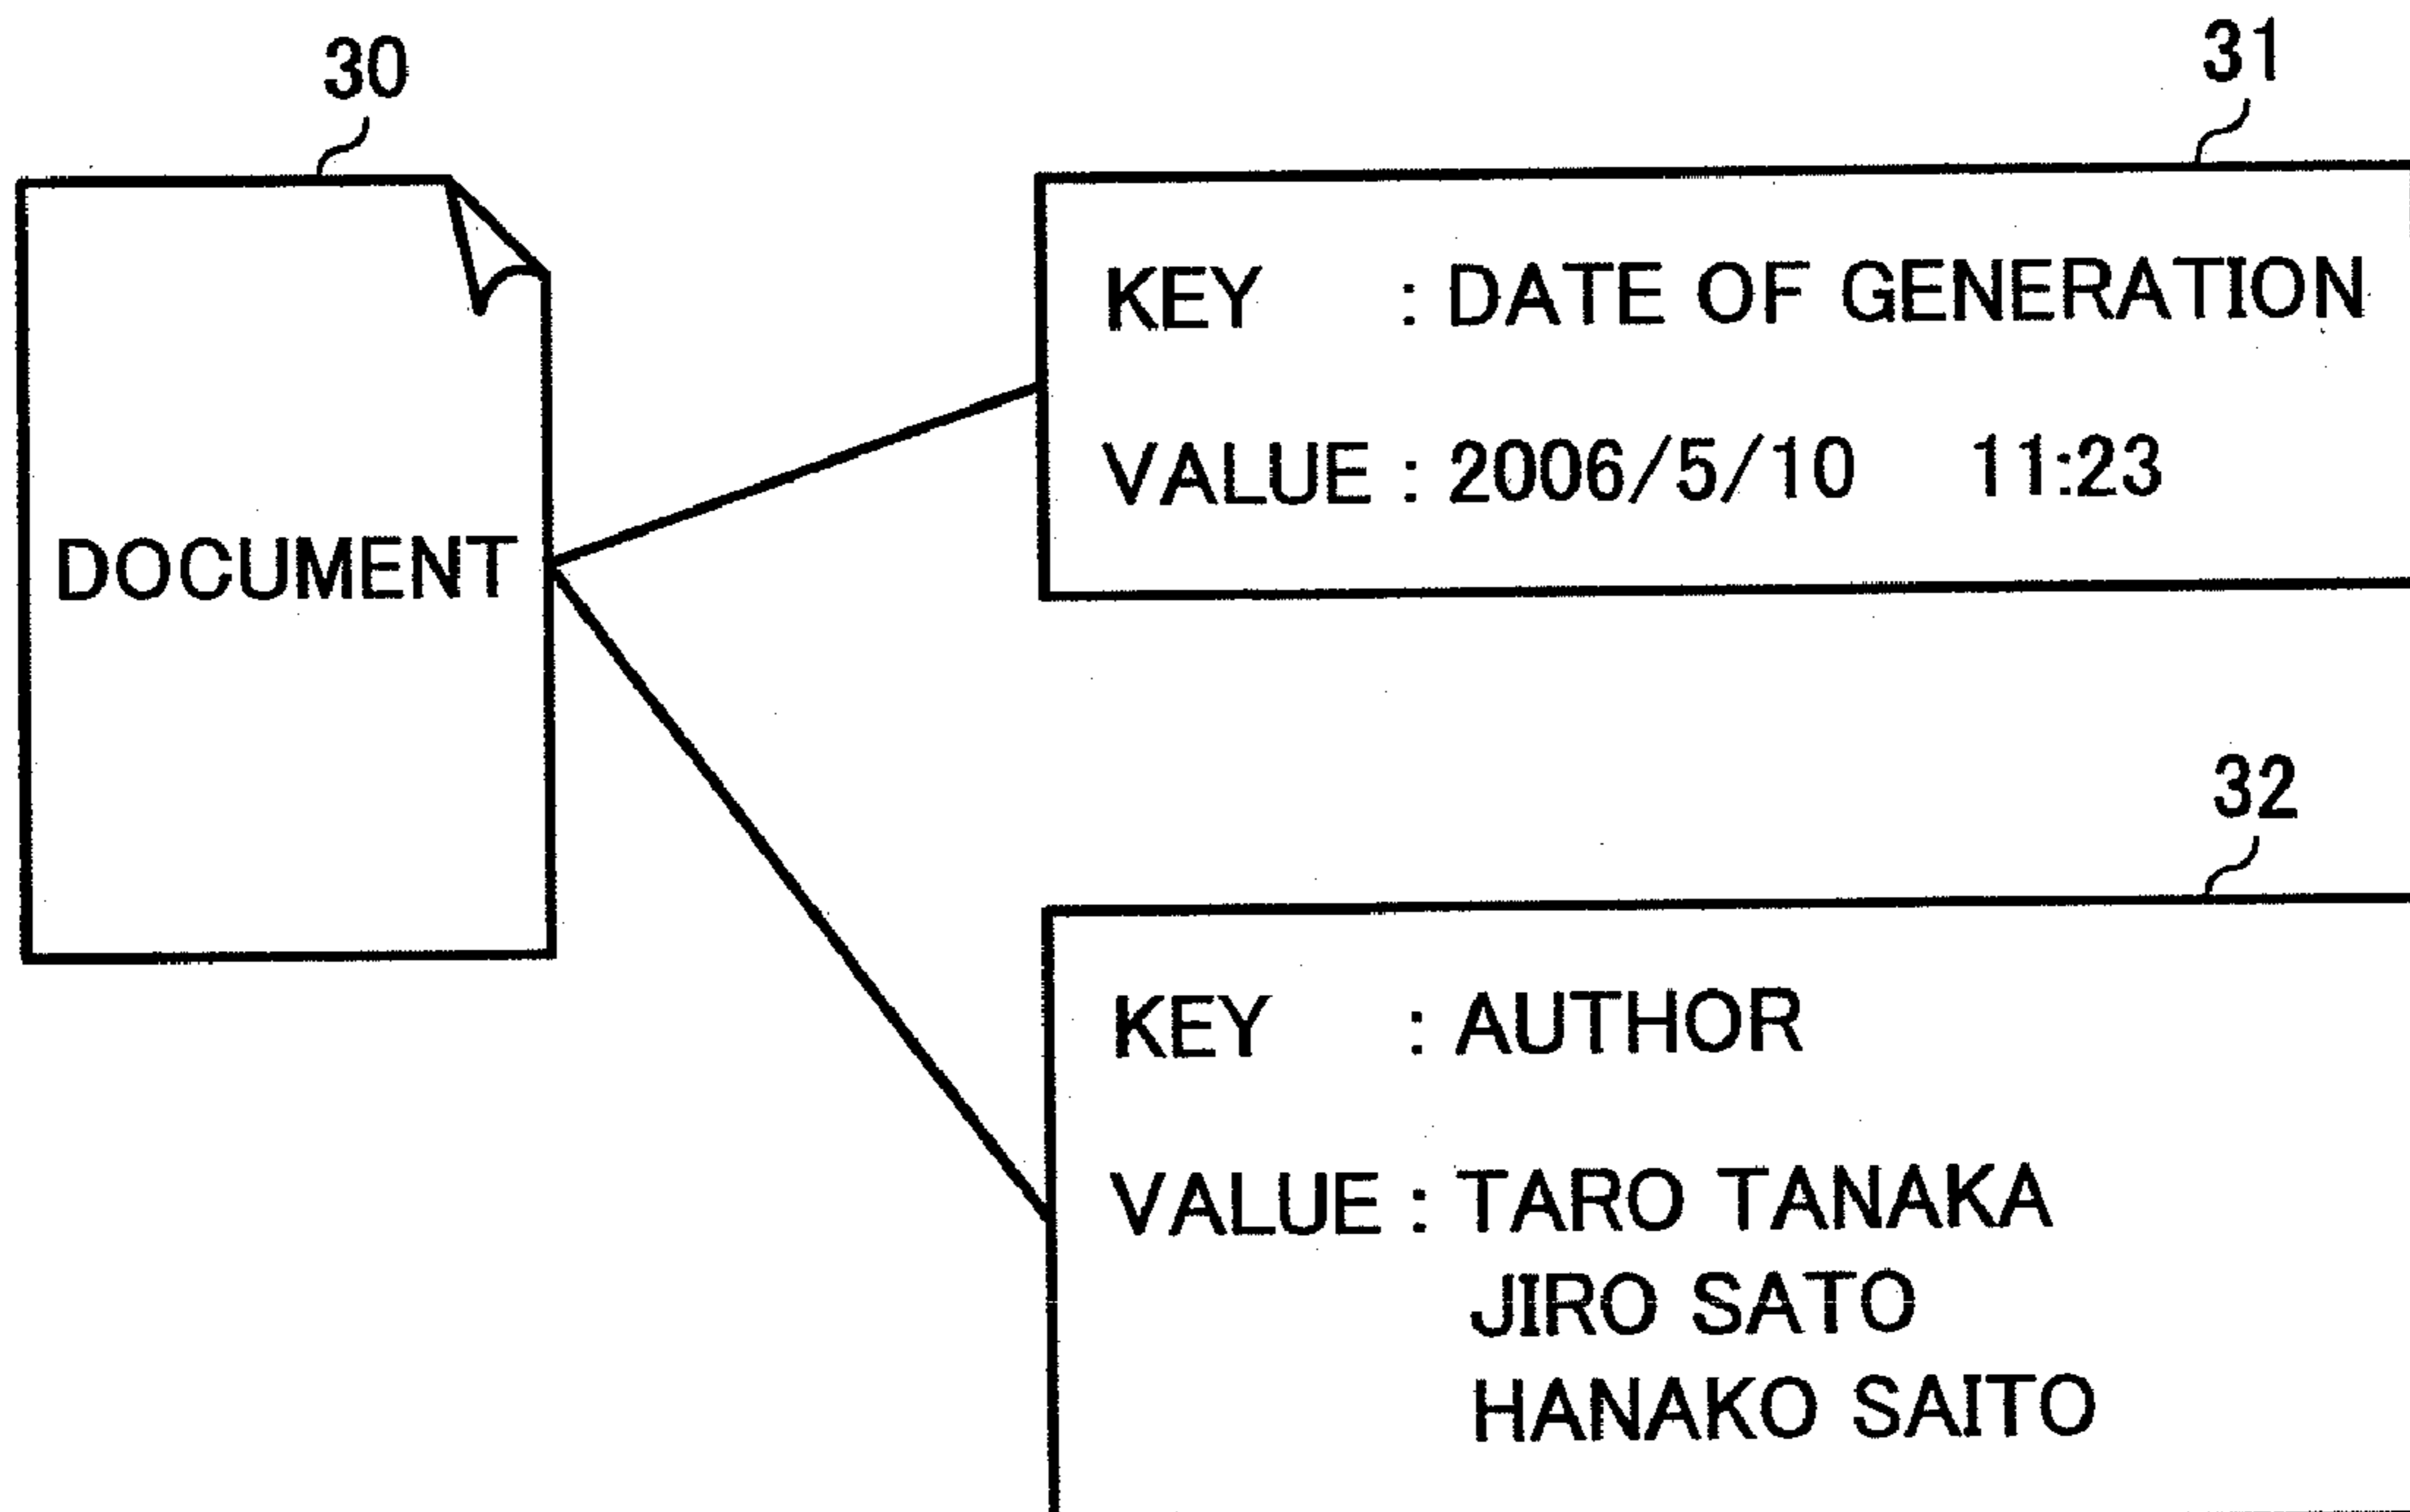 30
31
KEY : DATE OF GENERATION
VALUE : 2006/5/10 11:23
DOCUMENT
32
KEY : AUTHOR
VALUE : TARO TANAKA
JIRO SATO
HANAKO SAITO